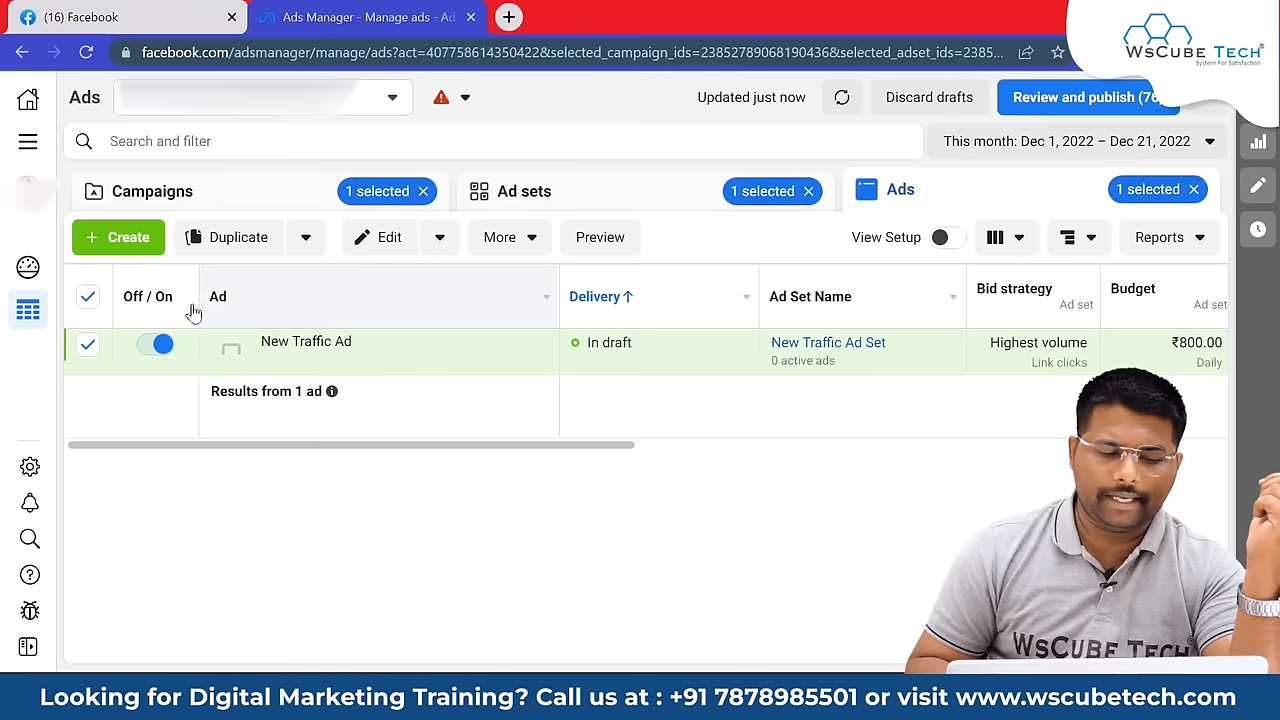 (16) Facebook
Ads Manager - Manage ads - Ad
facebook.com/adsmanager/manage/ads?act=407758614350422&selected_campaign_ids=23852789068190436&selected_adset_ids=2385...
WSCUBE TECH
System For Satisfaction
Ads
Updated just now
Discard drafts
Review and publish (76
Search and filter
This month: Dec 1, 2022 – Dec 21, 2022
Campaigns
1 selected
Ad sets
1 selected
Ads
1 selected
+ Create
Duplicate
Edit
More
Preview
View Setup
Reports
Off / On
Ad
Delivery↑
Ad Set Name
Bid strategy
Ad set
Budget
Ad set
New Traffic Ad
In draft
New Traffic Ad Set
0 active ads
Highest volume
Link clicks
₹800.00
Daily
Results from 1 ad
WSCUBE TECH
Looking for Digital Marketing Training? Call us at : +91 7878985501 or visit www.wscubetech.com